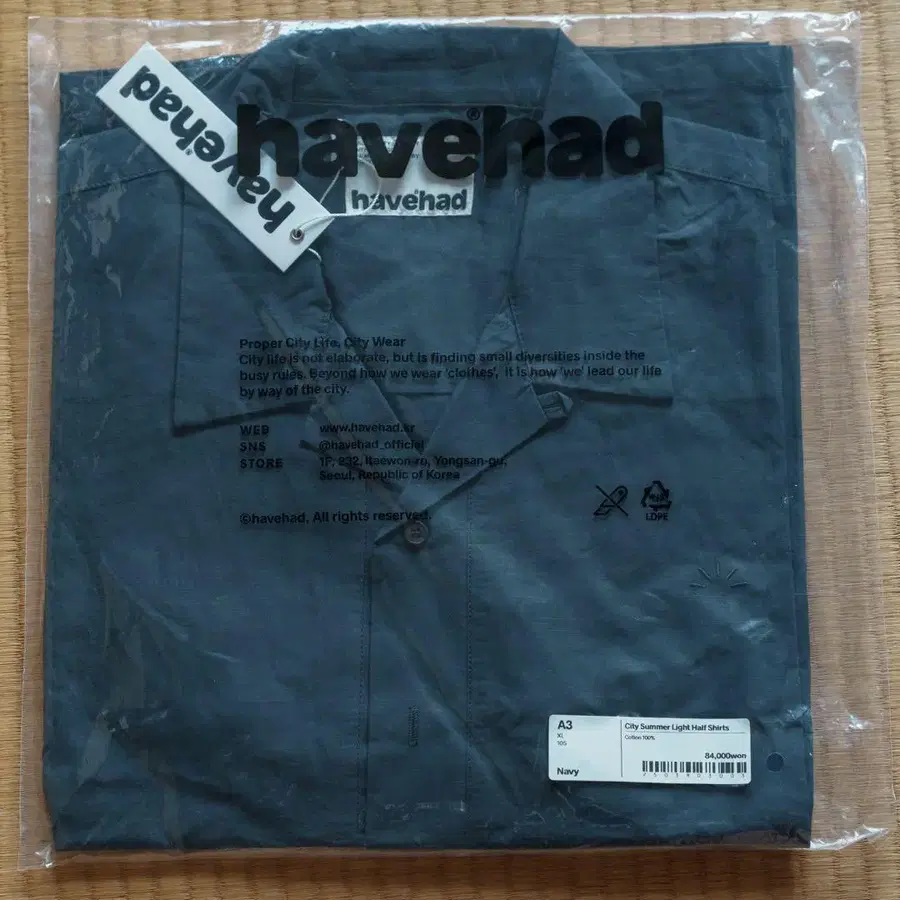 havehad
havehad
havehad
Proper City Life, City Wear
City life is not elaborate, but is finding small diversities inside the
busy rules. Beyond how we wear 'clothes', it is how 'we' lead our life
by way of the city.
WEB www.havehad.kr
SNS @havehad_official
STORE 1F, 232, Itaewon-ro, Yongsan-gu,
Seoul, Republic of Korea
©havehad. All rights reserved.
LDPE
A3 City Summer Light Half Shirts
XL Cotton 100%
105
84,000won
Navy